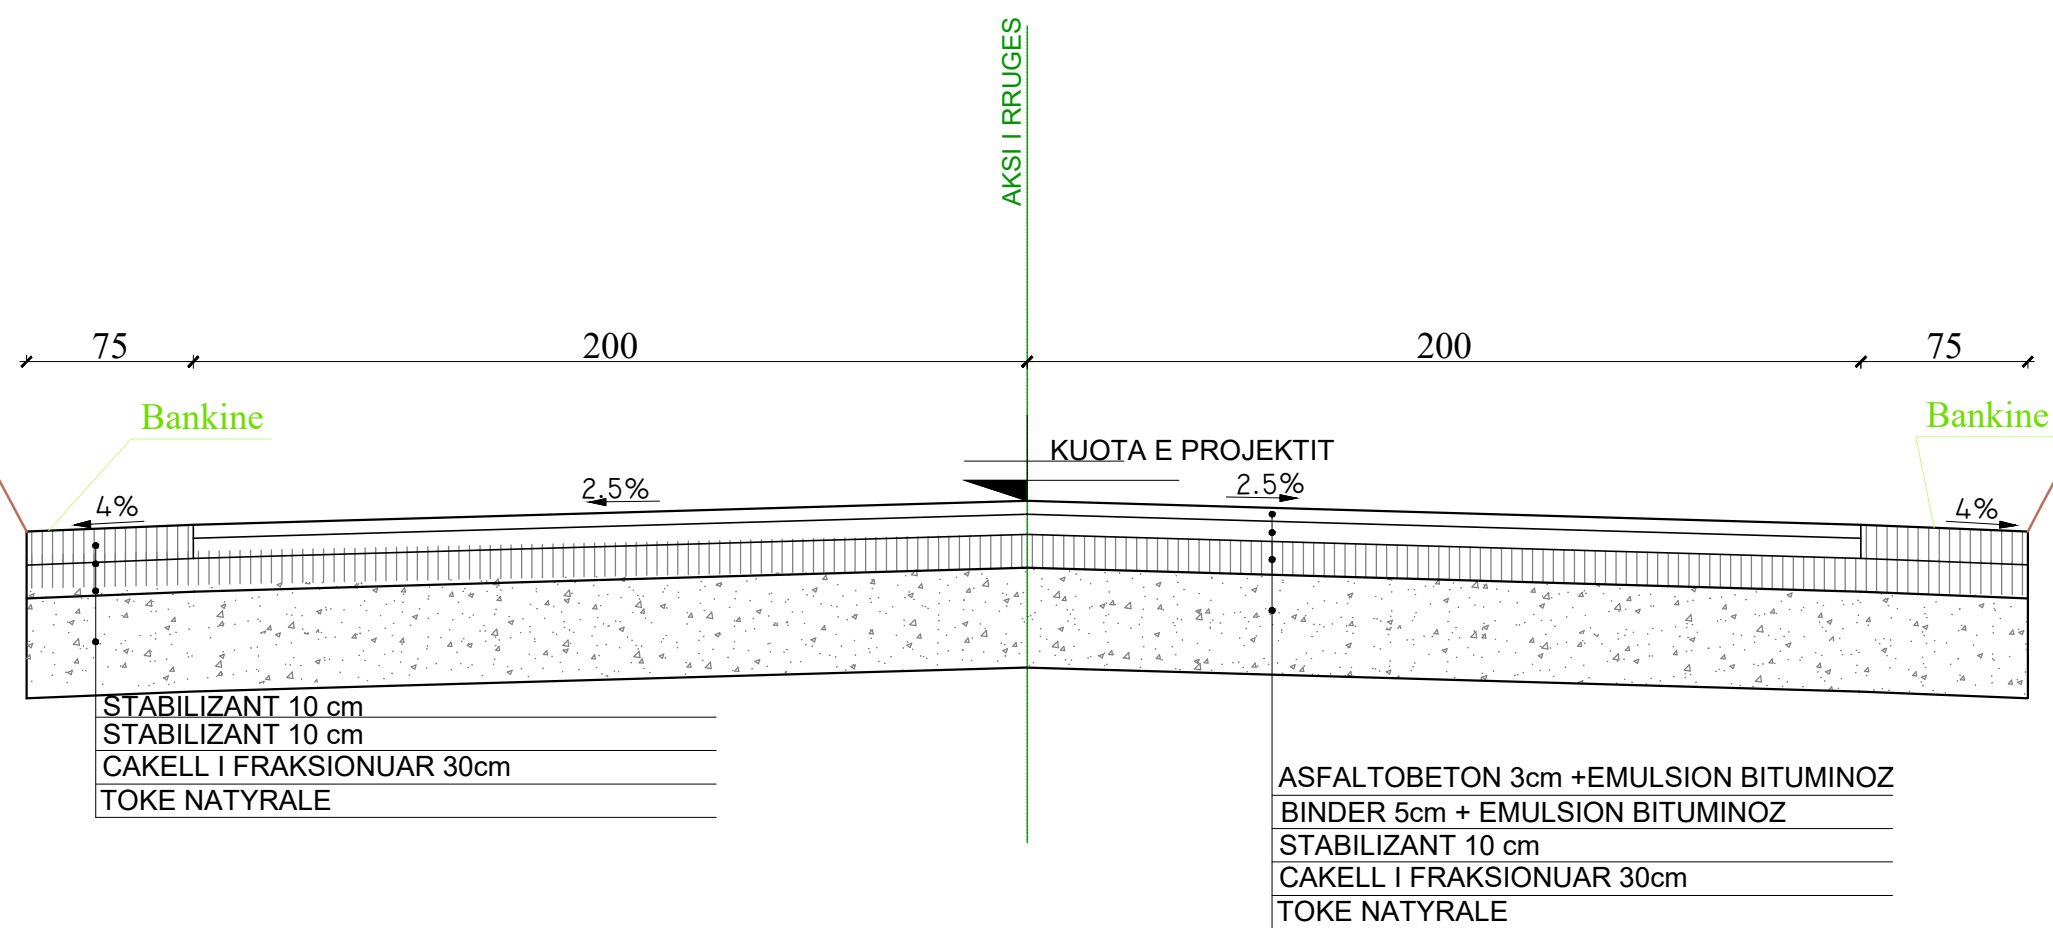 AKSI I RRUGES
75 200 200 75
Bankine
Bankine
KUOTA E PROJEKTIT
4%
2.5%
2.5%
4%
STABILIZANT 10 cm
STABILIZANT 10 cm
CAKELL I FRAKSIONUAR 30cm
TOKE NATYRALE
ASFALTOBETON 3cm +EMULSION BITUMINOZ
BINDER 5cm + EMULSION BITUMINOZ
STABILIZANT 10 cm
CAKELL I FRAKSIONUAR 30cm
TOKE NATYRALE